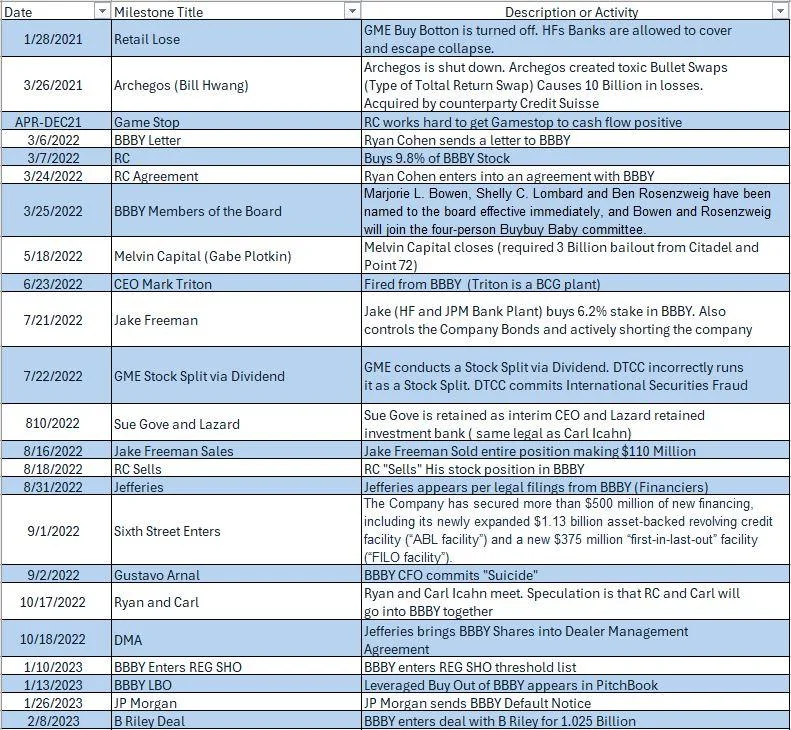 Date Milestone Title Description or Activity
1/28/2021 Retail Lose GME Buy Botton is turned off. HFs Banks are allowed to cover
and escape collapse.
3/26/2021 Archegos (Bill Hwang) Archegos is shut down. Archegos created toxic Bullet Swaps
(Type of Toltal Return Swap) Causes 10 Billion in losses.
Acquired by counterparty Credit Suisse
APR-DEC21 Game Stop RC works hard to get Gamestop to cash flow positive
3/6/2022 BBBY Letter Ryan Cohen sends a letter to BBBY
3/7/2022 RC Buys 9.8% of BBBY Stock
3/24/2022 RC Agreement Ryan Cohen enters into an agreement with BBBY
3/25/2022 BBBY Members of the Board Marjorie L. Bowen, Shelly C. Lombard and Ben Rosenzweig have been
named to the board effective immediately, and Bowen and Rosenzweig
will join the four-person Buybuy Baby committee.
5/18/2022 Melvin Capital (Gabe Plotkin) Melvin Capital closes (required 3 Billion bailout from Citadel and
Point 72)
6/23/2022 CEO Mark Triton Fired from BBBY (Triton is a BCG plant)
7/21/2022 Jake Freeman Jake (HF and JPM Bank Plant) buys 6.2% stake in BBBY. Also
controls the Company Bonds and actively shorting the company
7/22/2022 GME Stock Split via Dividend GME conducts a Stock Split via Dividend. DTCC incorrectly runs
it as a Stock Split. DTCC commits International Securities Fraud
810/2022 Sue Gove and Lazard Sue Gove is retained as interim CEO and Lazard retained
investment bank ( same legal as Carl Icahn)
8/16/2022 Jake Freeman Sales Jake Freeman Sold entire position making $110 Million
8/18/2022 RC Sells RC "Sells" His stock position in BBBY
8/31/2022 Jefferies Jefferies appears per legal filings from BBBY (Financiers)
9/1/2022 Sixth Street Enters The Company has secured more than $500 million of new financing,
including its newly expanded $1.13 billion asset-backed revolving credit
facility (“ABL facility”) and a new $375 million “first-in-last-out” facility
(“FILO facility”).
9/2/2022 Gustavo Arnal BBBY CFO commits "Suicide"
10/17/2022 Ryan and Carl Ryan and Carl Icahn meet. Speculation is that RC and Carl will
go into BBBY together
10/18/2022 DMA Jefferies brings BBBY Shares into Dealer Management
Agreement
1/10/2023 BBBY Enters REG SHO BBBY enters REG SHO threshold list
1/13/2023 BBBY LBO Leveraged Buy Out of BBBY appears in PitchBook
1/26/2023 JP Morgan JP Morgan sends BBBY Default Notice
2/8/2023 B Riley Deal BBBY enters deal with B Riley for 1.025 Billion